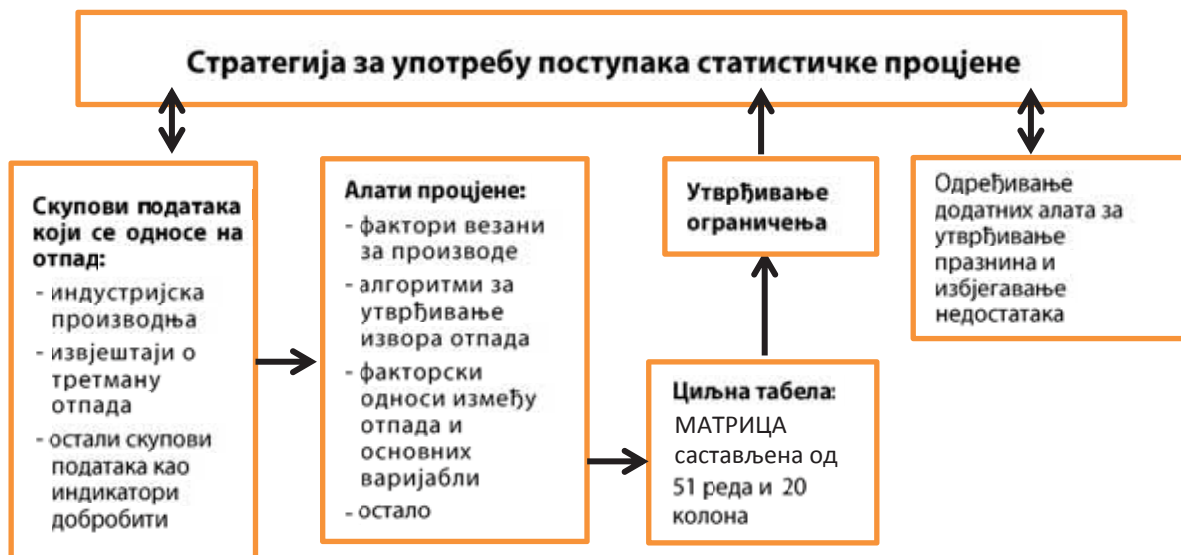 Стратегија за употребу поступака статистичке процјене
Скупови података
који се односе на
отпад:
- индустријска
производња
- извјештаји о
третману
отпада
- остали скупови
података као
индикатори
добробити
Алати процјене:
- фактори везани
за производе
- алгоритми за
утврђивање
извора отпада
- факторски
односи између
отпада и
основних
варијабли
- остало
Утврђивање
ограничења
Циљна табела:
МАТРИЦА
састављена од
51 реда и 20
колона
Одређивање
додатних алата за
утврђивање
празнина и
избјегавање
недостатака